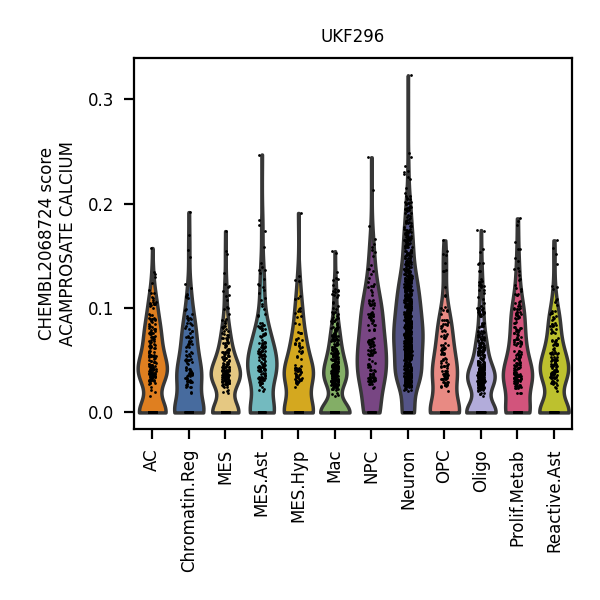 UKF296
CHEMBL2068724 score
ACAMPROSATE CALCIUM
0.3
0.2
0.1
0.0
AC
Chromatin.Reg
MES
MES.Ast
MES.Hyp
Mac
NPC
Neuron
OPC
Oligo
Prolif.Metab
Reactive.Ast